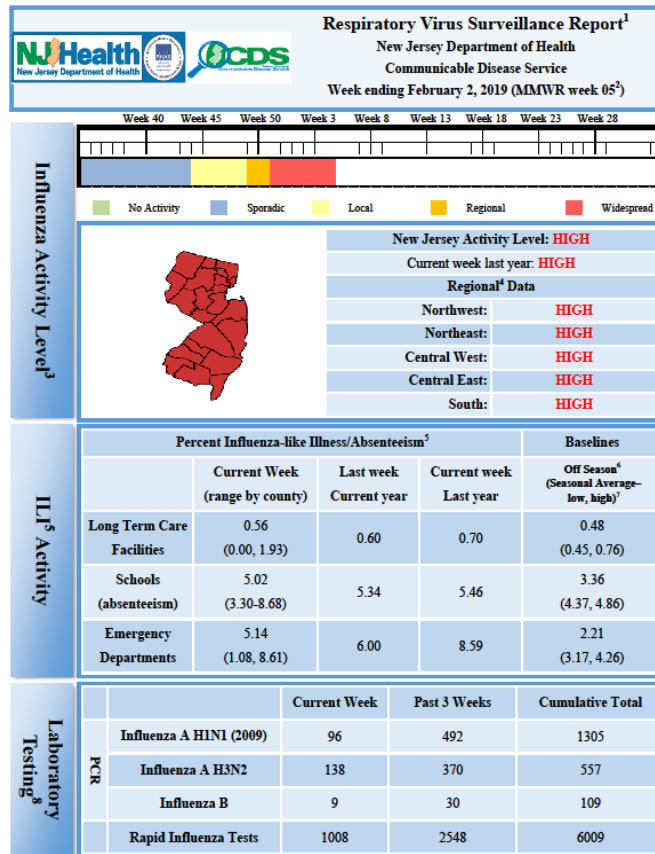 NJHealth
New Jersey Department of Health
CDS
Communicable Disease Service
Respiratory Virus Surveillance Report1
New Jersey Department of Health
Communicable Disease Service
Week ending February 2, 2019 (MMWR week 052)
Influenza Activity Level3
Week 40 Week 45 Week 50 Week 3 Week 8 Week 13 Week 18 Week 23 Week 28
No Activity Sporadic Local Regional Widespread
New Jersey Activity Level: HIGH
Current week last year: HIGH
Regional4 Data
Northwest: HIGH
Northeast: HIGH
Central West: HIGH
Central East: HIGH
South: HIGH
ILI5 Activity
Percent Influenza-like Illness/Absenteeism5 Baselines
Current Week Last week Current week Off Season6
(range by county) Current year Last year (Seasonal Average–
low, high)7
Long Term Care 0.56 0.60 0.70 0.48
Facilities (0.00, 1.93) (0.45, 0.76)
Schools 5.02 5.34 5.46 3.36
(absenteeism) (3.30-8.68) (4.37, 4.86)
Emergency 5.14 6.00 8.59 2.21
Departments (1.08, 8.61) (3.17, 4.26)
Laboratory
Testing8
Current Week Past 3 Weeks Cumulative Total
PCR
Influenza A H1N1 (2009) 96 492 1305
Influenza A H3N2 138 370 557
Influenza B 9 30 109
Rapid Influenza Tests 1008 2548 6009